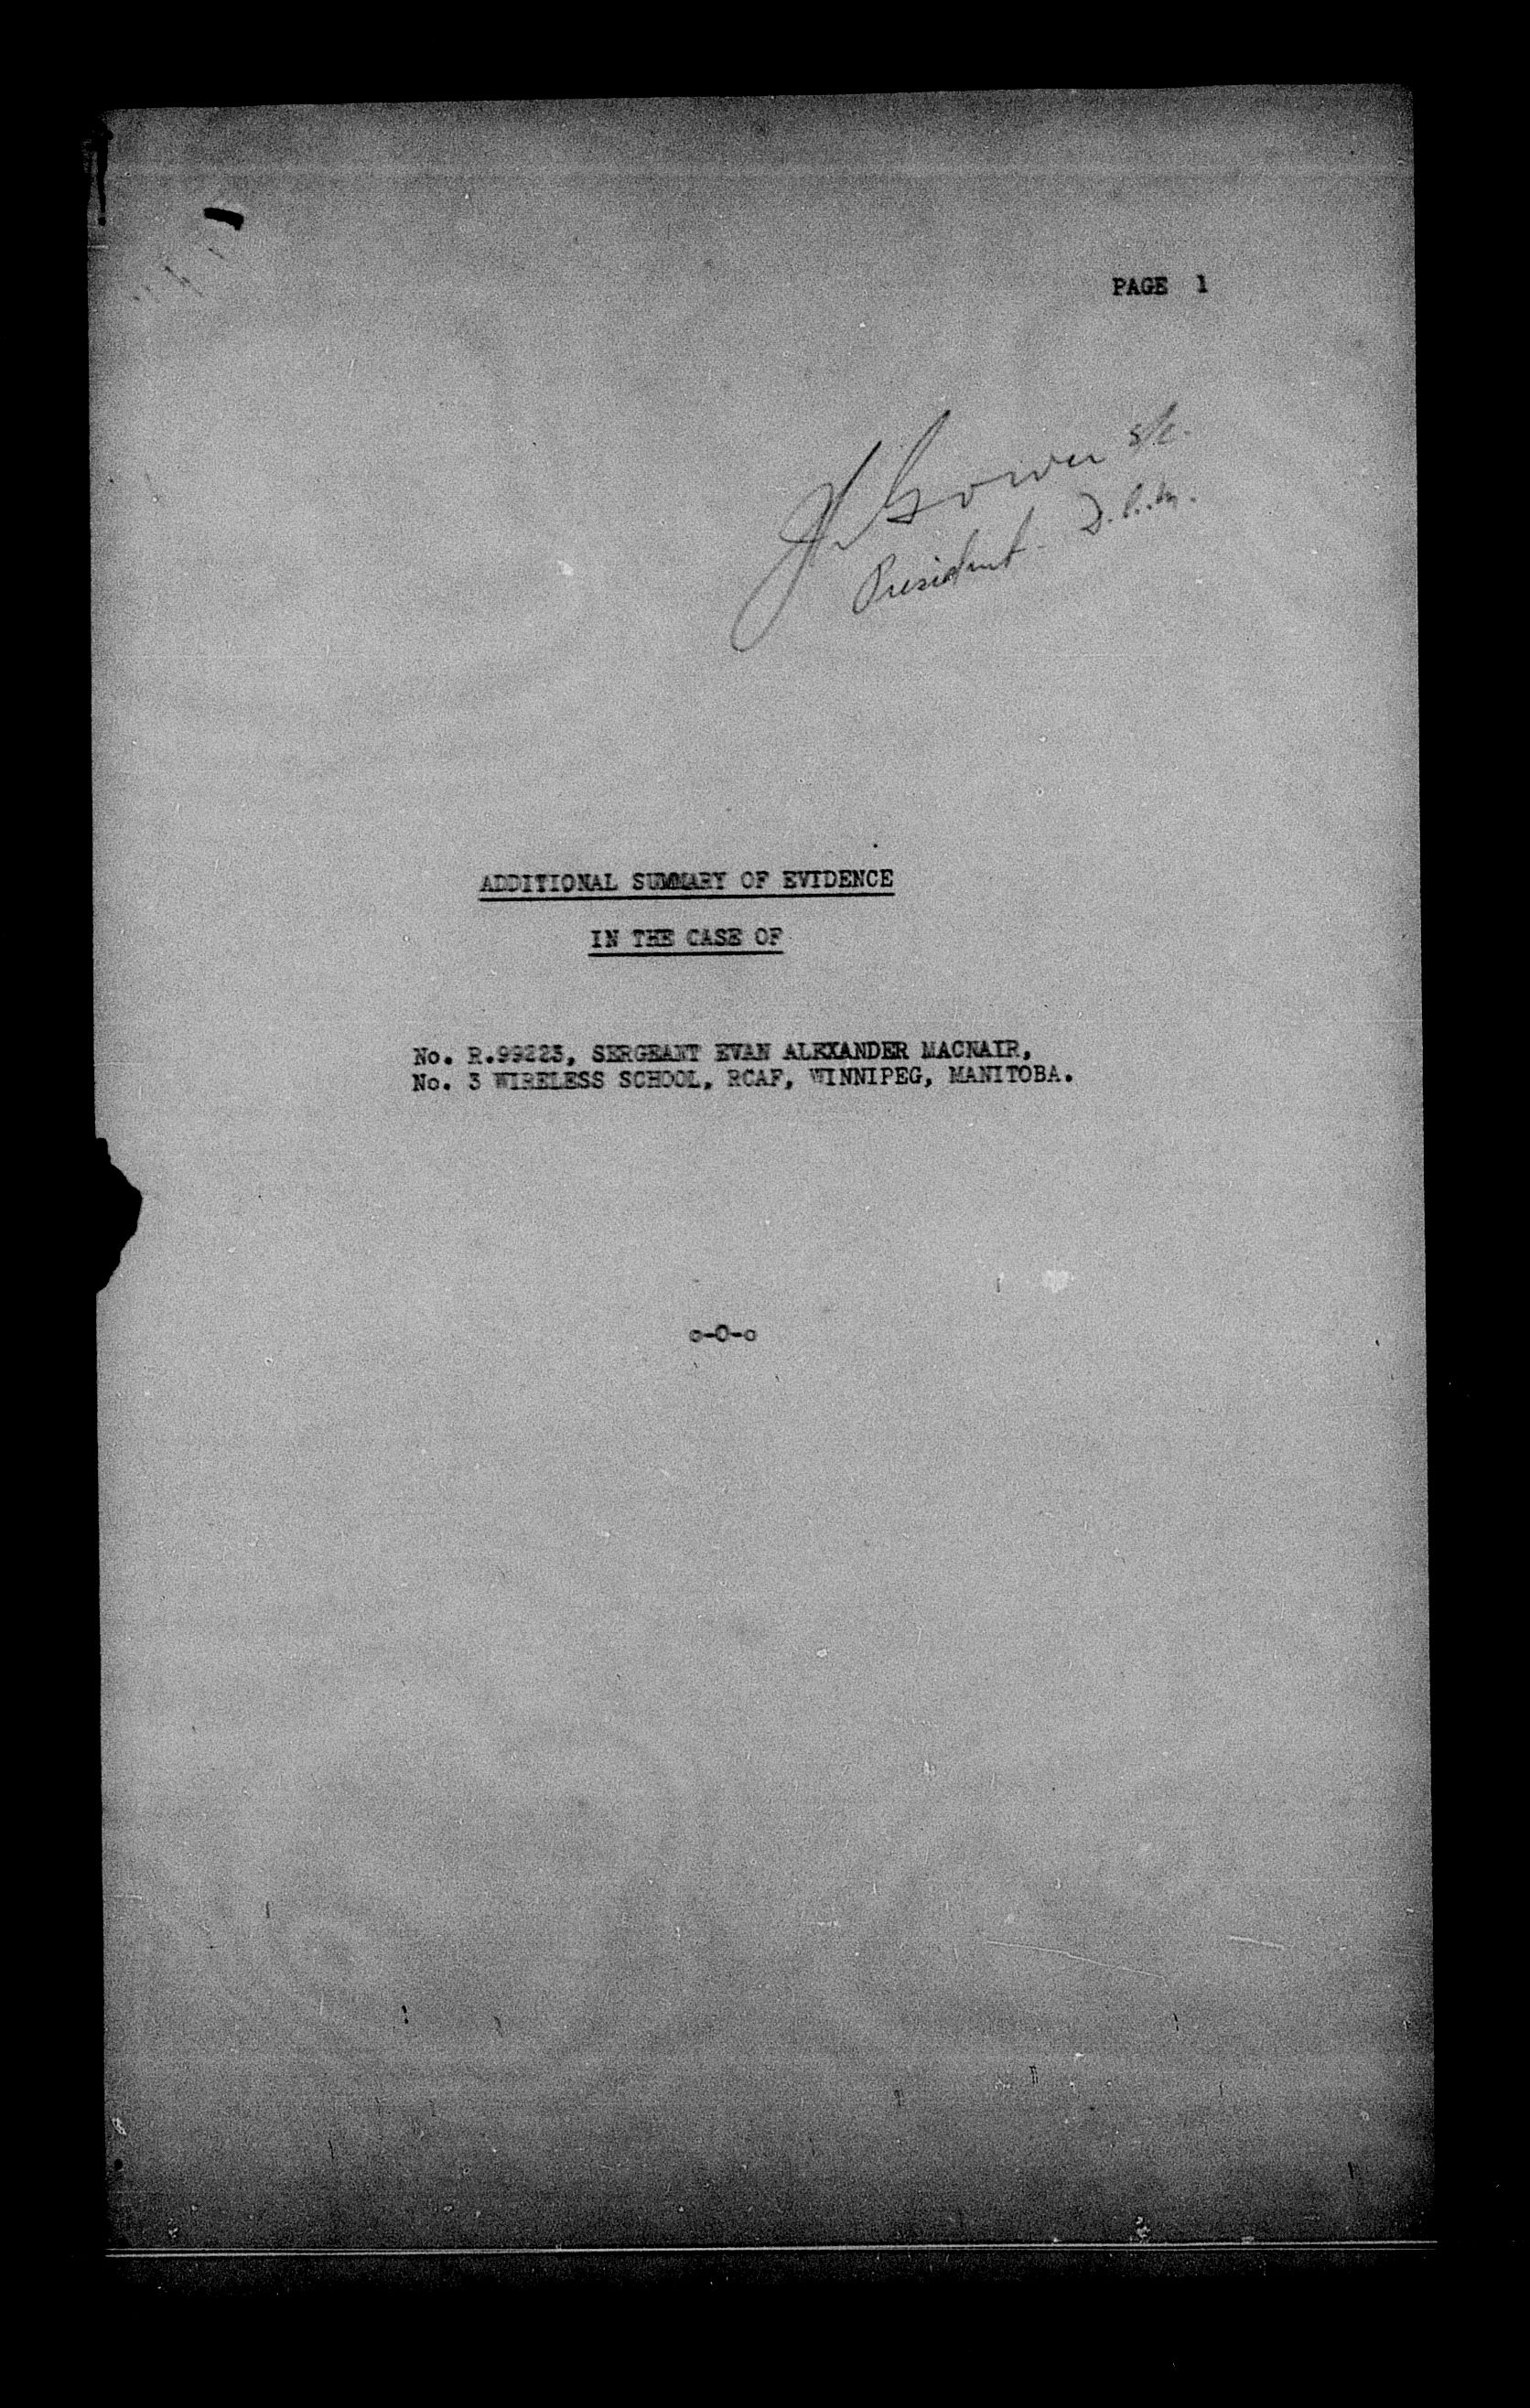 PAGE 1
J. Gower S/L.
President - D.C.M.
ADDITIONAL SUMMARY OF EVIDENCE
IN THE CASE OF
No. R.99223, SERGEANT EVAN ALEXANDER MACNAIR,
No. 3 WIRELESS SCHOOL, RCAF, WINNIPEG, MANITOBA.
o-O-o